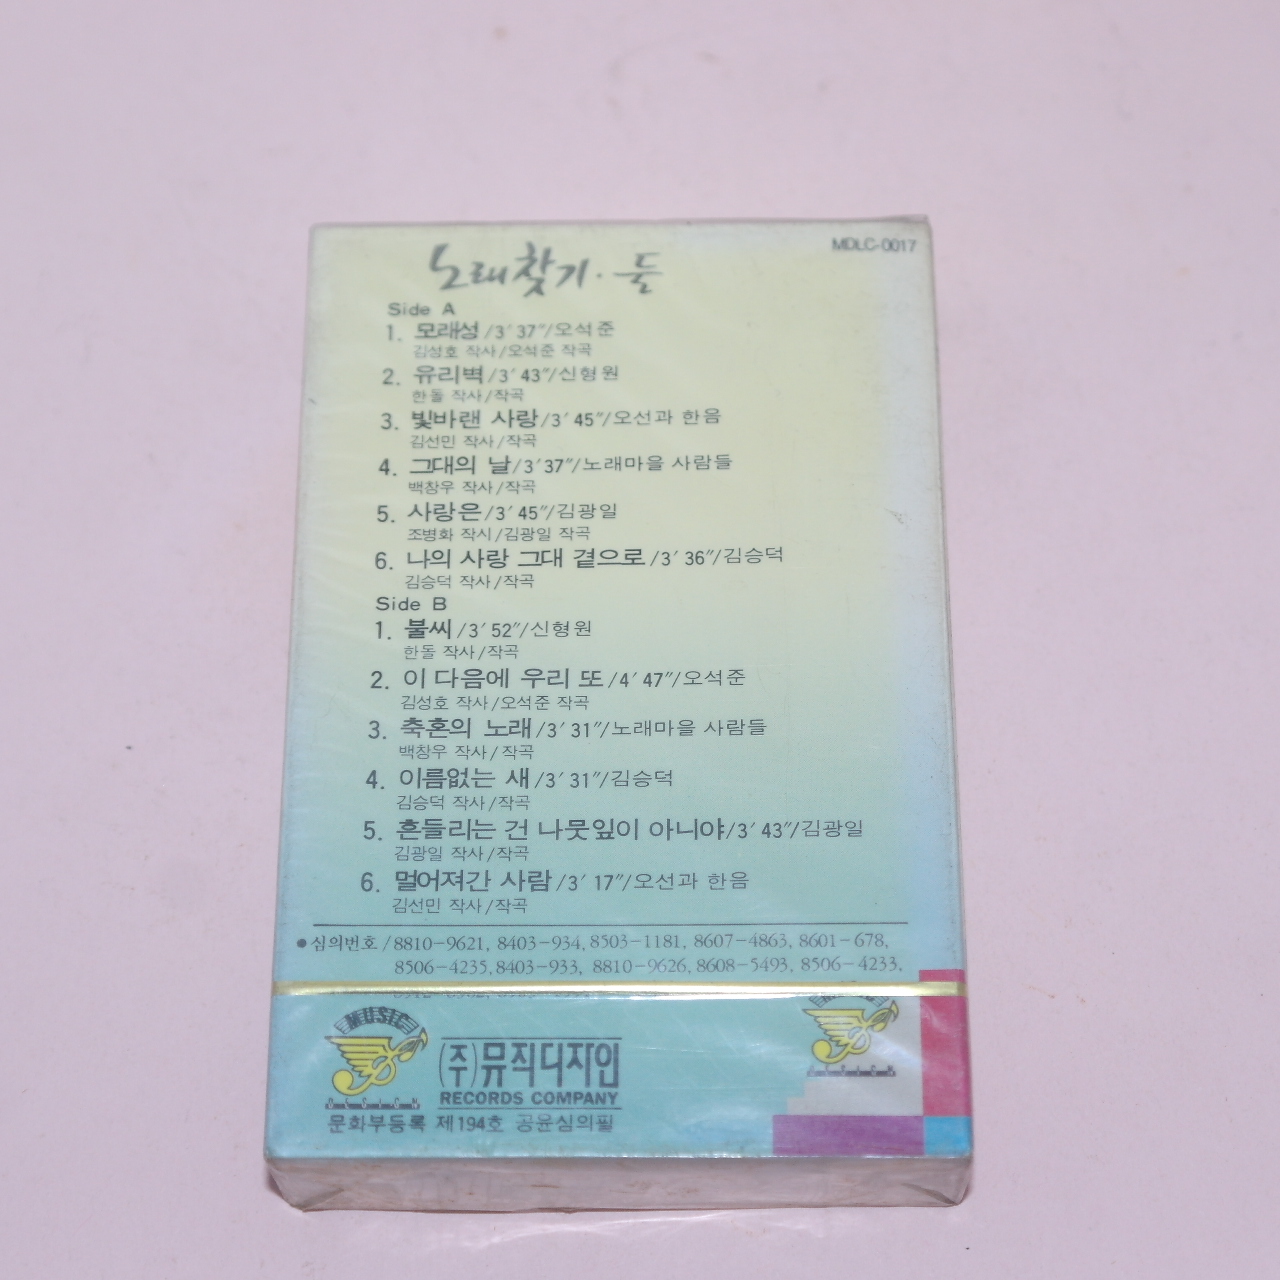 노래찾기·둘
MDLC-0017
Side A
1. 모래성/3′37″/오석준
김성호 작사/오석준 작곡
2. 유리벽/3′43″/신형원
한돌 작사/작곡
3. 빛바랜 사랑/3′45″/오선과 한음
김선민 작사/작곡
4. 그대의 날/3′37″/노래마을 사람들
백창우 작사/작곡
5. 사랑은/3′45″/김광일
조병화 작시/김광일 작곡
6. 나의 사랑 그대 곁으로/3′36″/김승덕
김승덕 작사/작곡
Side B
1. 불씨/3′52″/신형원
한돌 작사/작곡
2. 이 다음에 우리 또/4′47″/오석준
김성호 작사/오석준 작곡
3. 축혼의 노래/3′31″/노래마을 사람들
백창우 작사/작곡
4. 이름없는 새/3′31″/김승덕
김승덕 작사/작곡
5. 흔들리는 건 나뭇잎이 아니야/3′43″/김광일
김광일 작사/작곡
6. 멀어져간 사람/3′17″/오선과 한음
김선민 작사/작곡
●심의번호/8810-9621, 8403-934, 8503-1181, 8607-4863, 8601-678,
8506-4235, 8403-933, 8810-9626, 8608-5493, 8506-4233,
MUSIC
DESIGN
(주)뮤직디자인
RECORDS COMPANY
문화부등록 제194호 공윤심의필
DESIGN